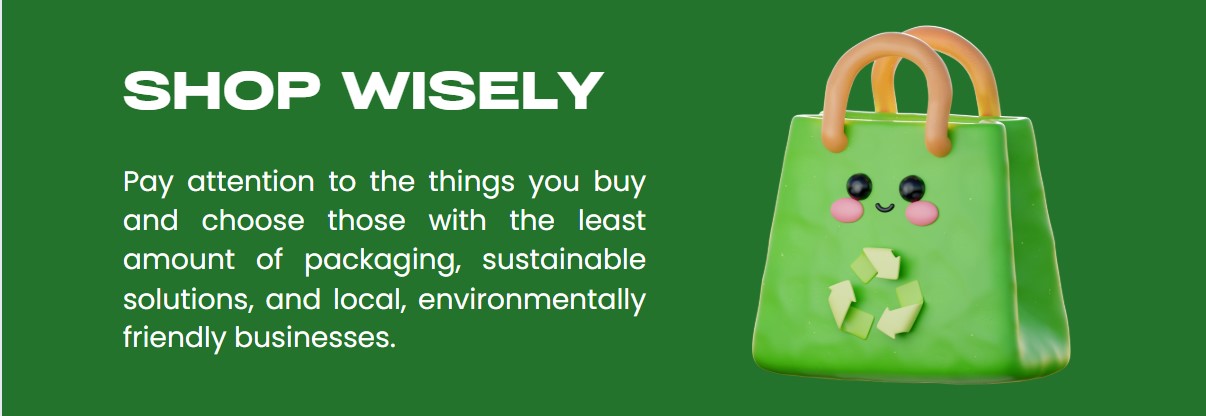 SHOP WISELY
Pay attention to the things you buy
and choose those with the least
amount of packaging, sustainable
solutions, and local, environmentally
friendly businesses.